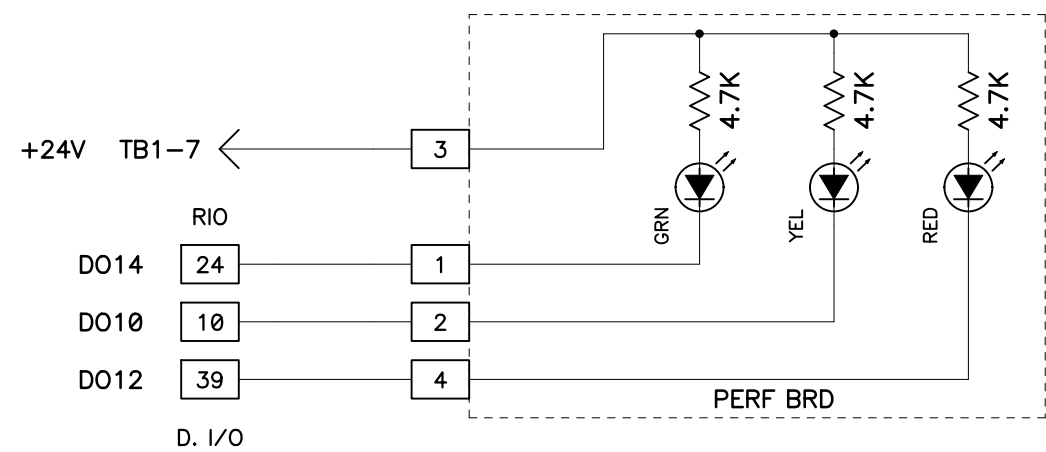 4.7K
4.7K
4.7K
+24V TB1-7
3
GRN
YEL
RED
RIO
DO14 24 1
DO10 10 2
DO12 39 4
PERF BRD
D. I/O